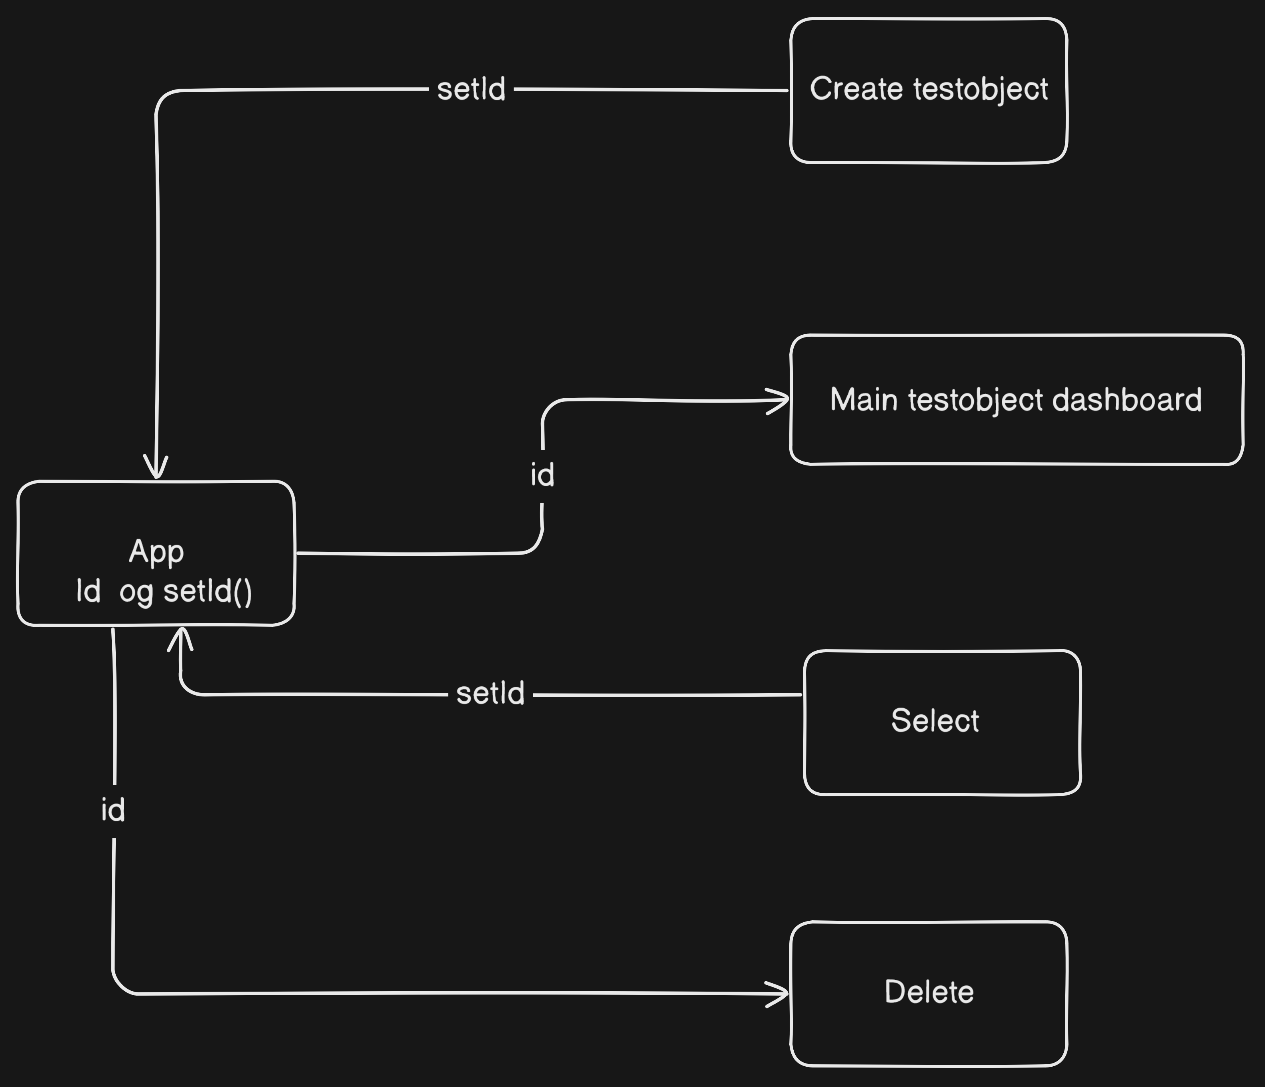 Create testobject
setId
Main testobject dashboard
id
App
Id og setId()
setId
Select
id
Delete